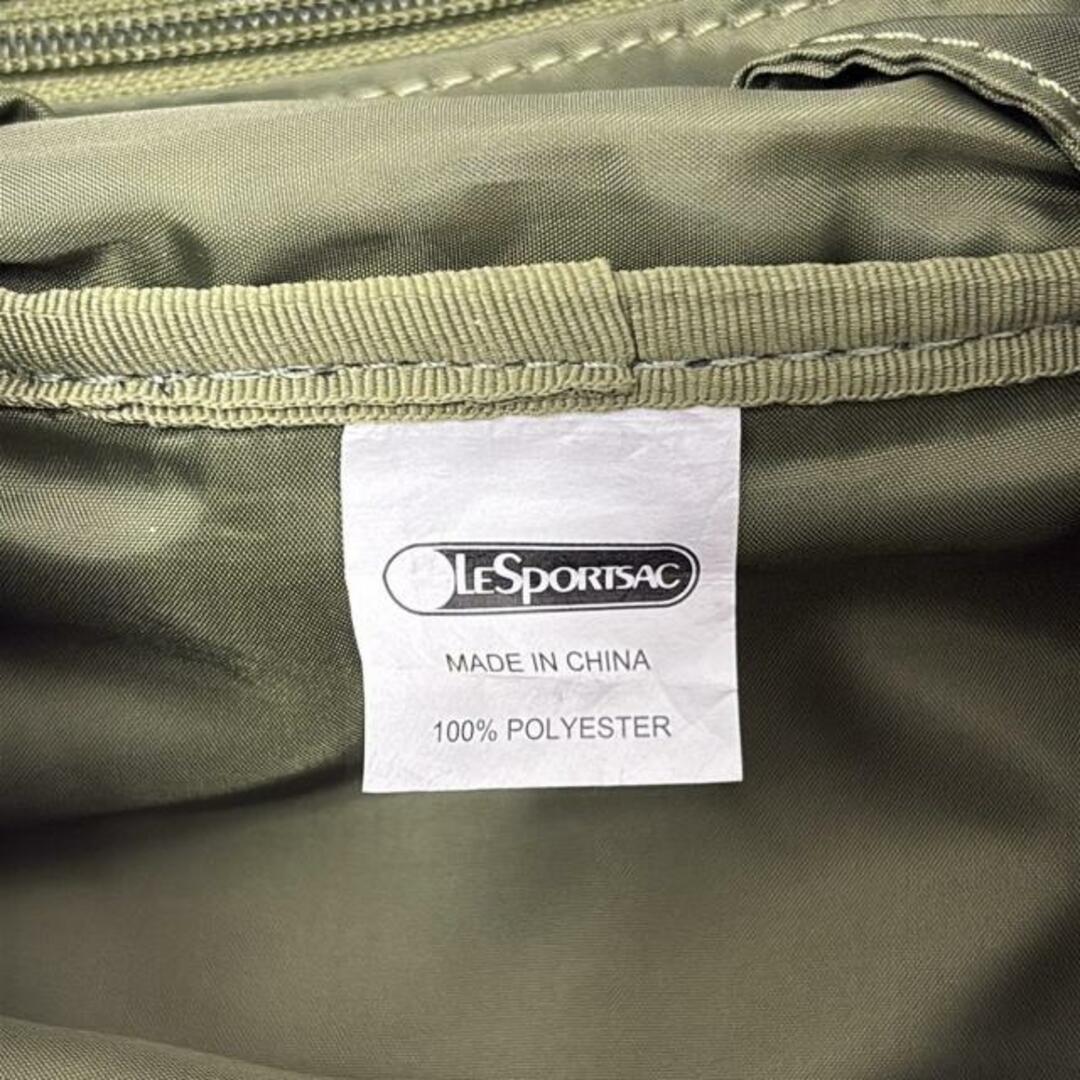 LESPORTSAC
MADE IN CHINA
100% POLYESTER